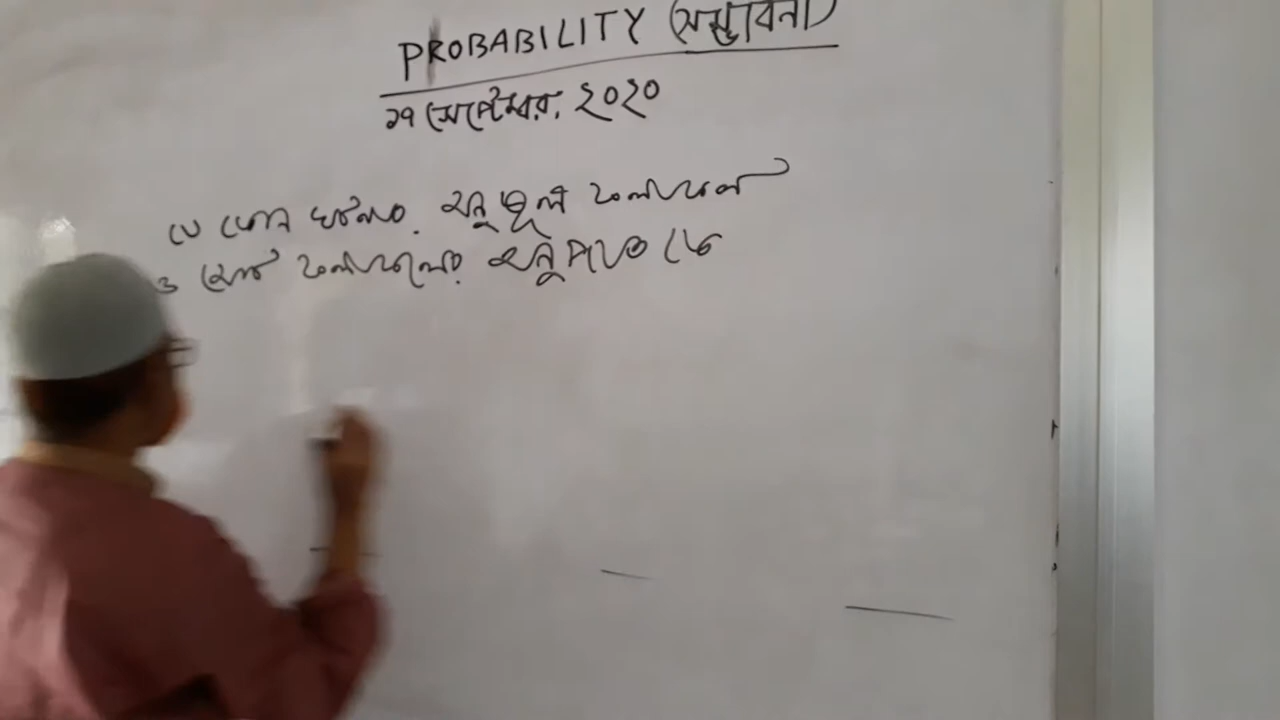 PROBABILITY (সম্ভাবনা)
২৭ সেপ্টেম্বর, ২০২০
যে কোন ঘটনার অনুকূল ফলাফল
ও মোট ফলাফলের অনুপাত কে